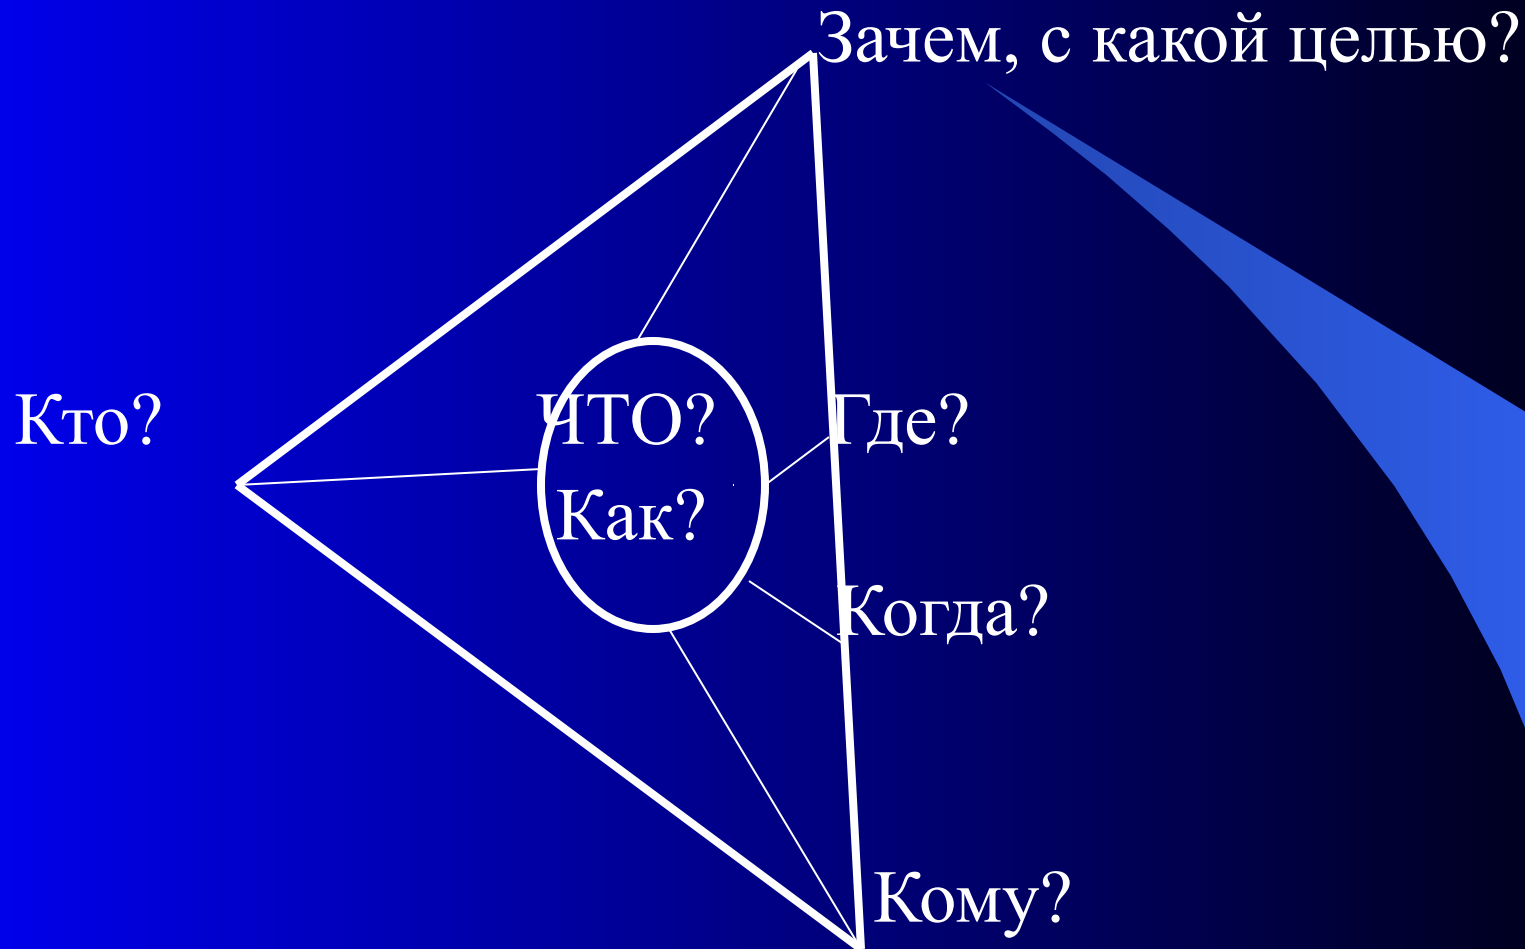 Зачем, с какой целью?
Кто?
ЧТО?
Где?
Как?
Когда?
Кому?